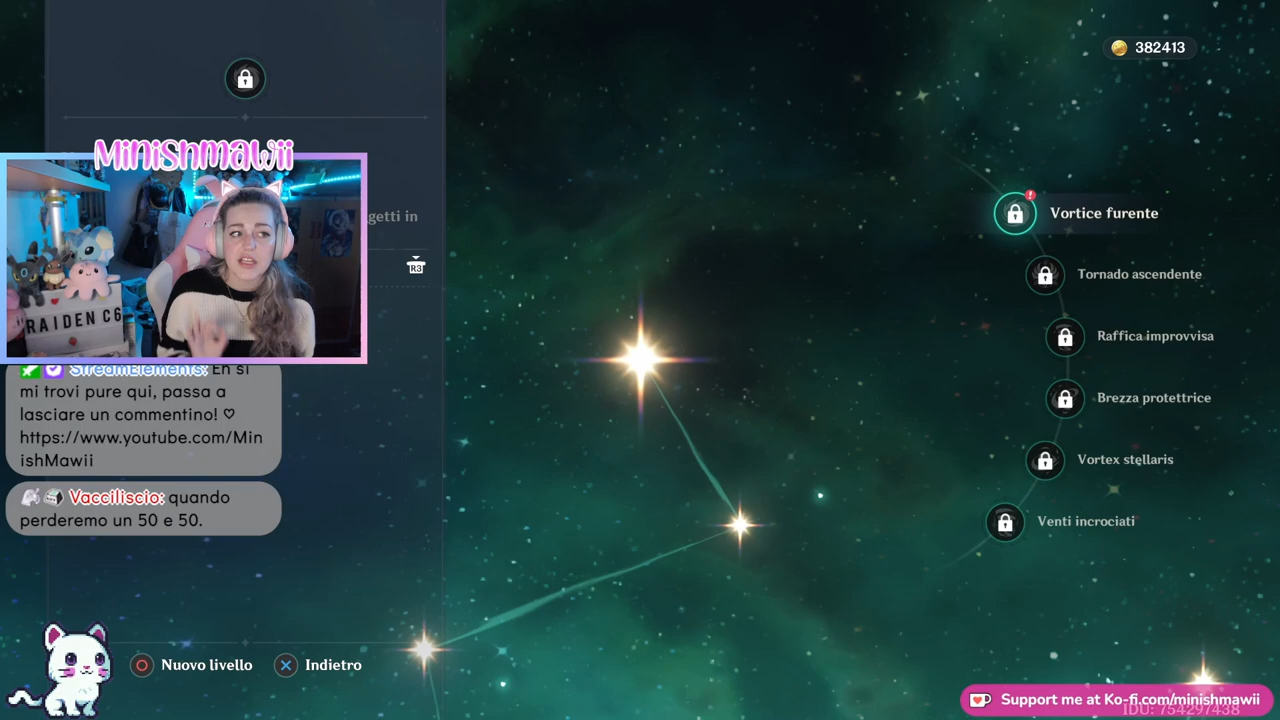 382413
Minishmawii
getti in
R3
RAIDEN C6
StreamElements: Eh si
mi trovi pure qui, passa a
lasciare un commentino! ♡
https://www.youtube.com/Min
ishMawii
Vacciliscio: quando
perderemo un 50 e 50.
Vortice furente
Tornado ascendente
Raffica improvvisa
Brezza protettrice
Vortex stellaris
Venti incrociati
Nuovo livello
Indietro
Support me at Ko-fi.com/minishmawii
IDU: 754297438